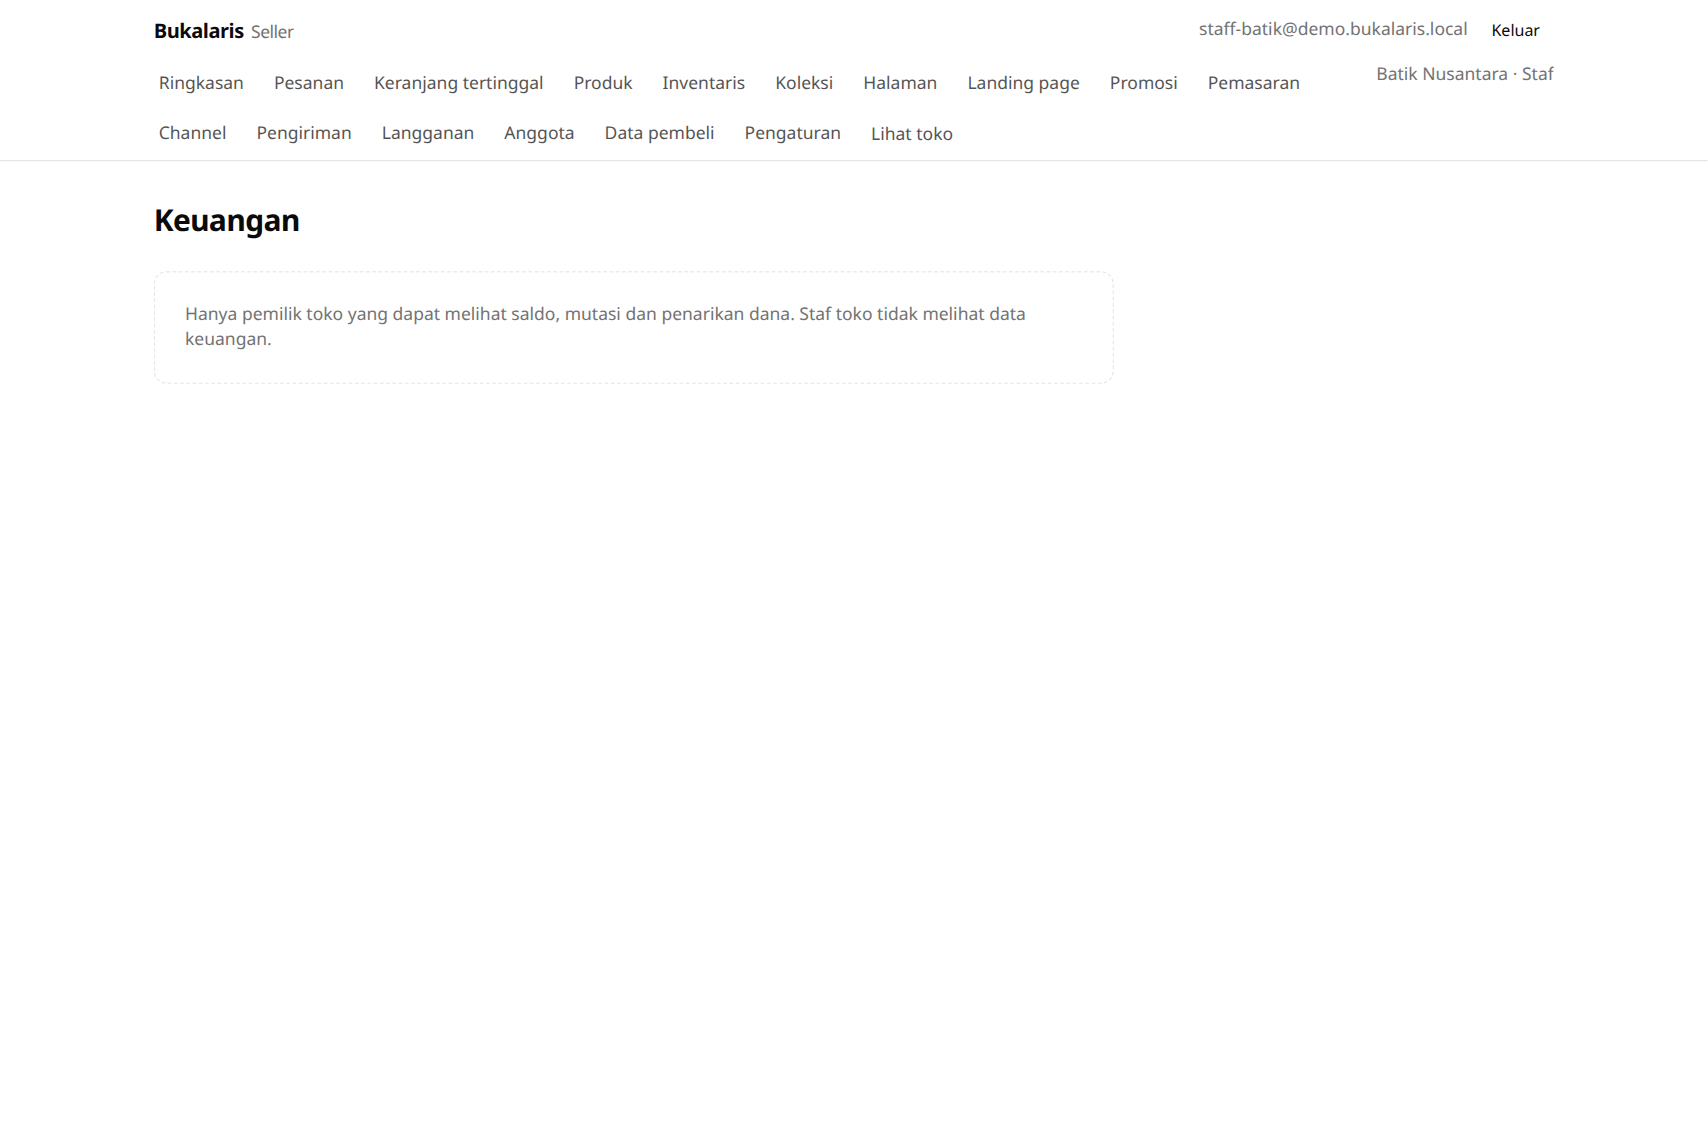 Bukalaris Seller
staff-batik@demo.bukalaris.local Keluar
Ringkasan Pesanan Keranjang tertinggal Produk Inventaris Koleksi Halaman Landing page Promosi Pemasaran
Batik Nusantara · Staf
Channel Pengiriman Langganan Anggota Data pembeli Pengaturan Lihat toko
Keuangan
Hanya pemilik toko yang dapat melihat saldo, mutasi dan penarikan dana. Staf toko tidak melihat data
keuangan.